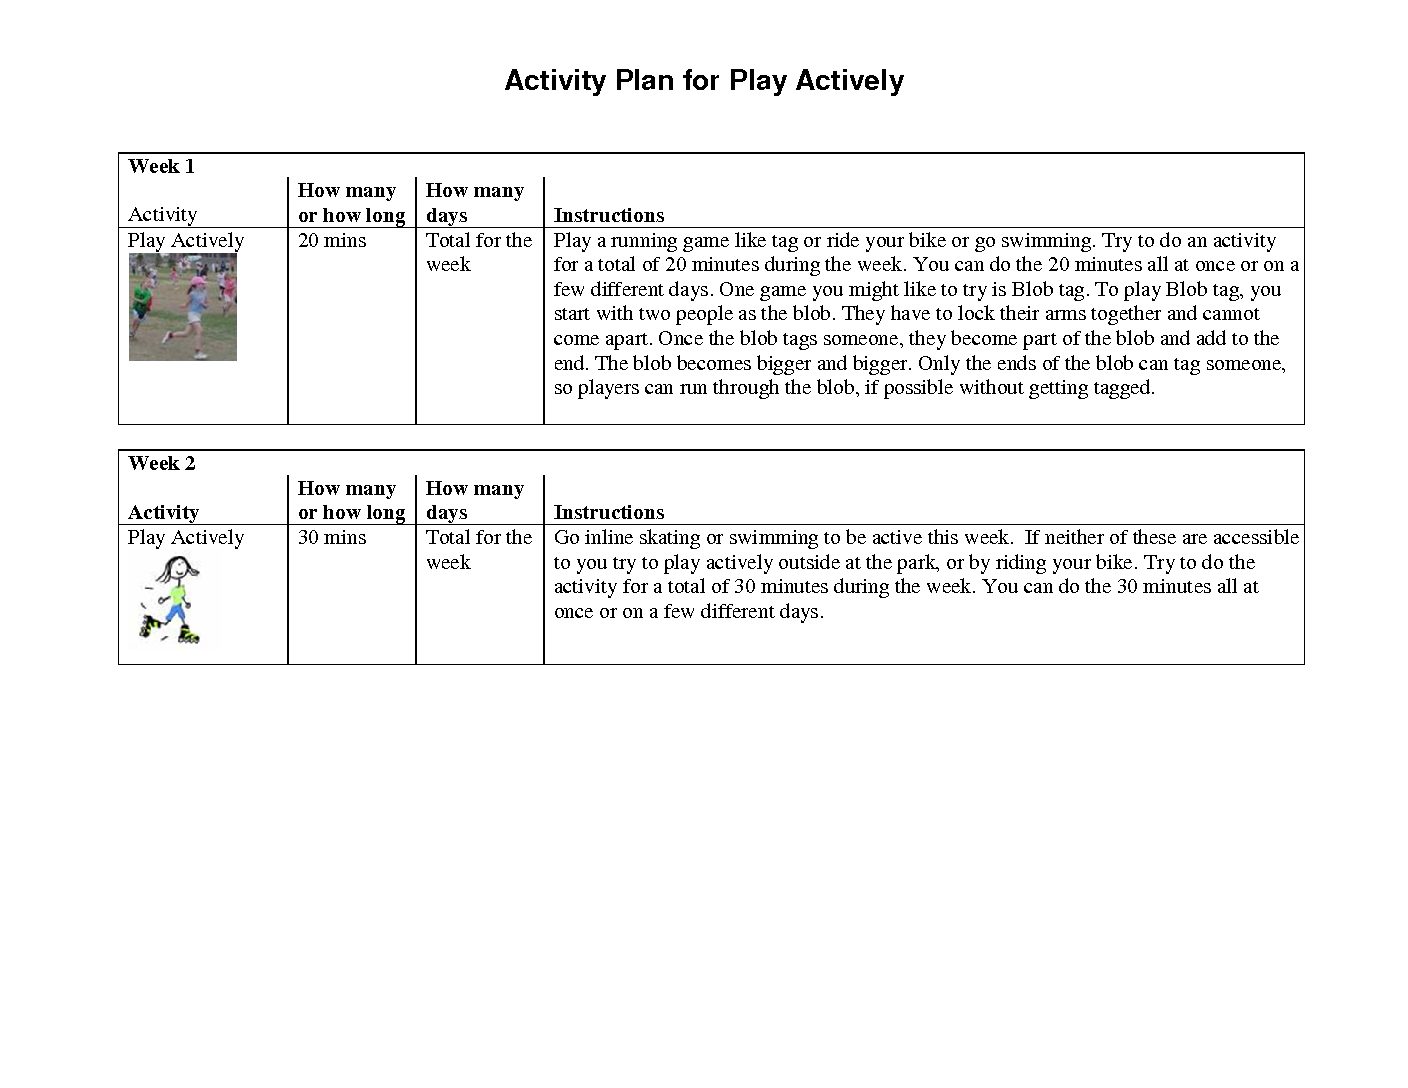 Activity Plan for Play Actively
Week 1
Activity
How many
or how long
How many
days
Instructions
Play Actively
20 mins
Total for the
week
Play a running game like tag or ride your bike or go swimming. Try to do an activity
for a total of 20 minutes during the week. You can do the 20 minutes all at once or on a
few different days. One game you might like to try is Blob tag. To play Blob tag, you
start with two people as the blob. They have to lock their arms together and cannot
come apart. Once the blob tags someone, they become part of the blob and add to the
end. The blob becomes bigger and bigger. Only the ends of the blob can tag someone,
so players can run through the blob, if possible without getting tagged.
Week 2
Activity
How many
or how long
How many
days
Instructions
Play Actively
30 mins
Total for the
week
Go inline skating or swimming to be active this week.  If neither of these are accessible
to you try to play actively outside at the park, or by riding your bike. Try to do the
activity for a total of 30 minutes during the week. You can do the 30 minutes all at
once or on a few different days.